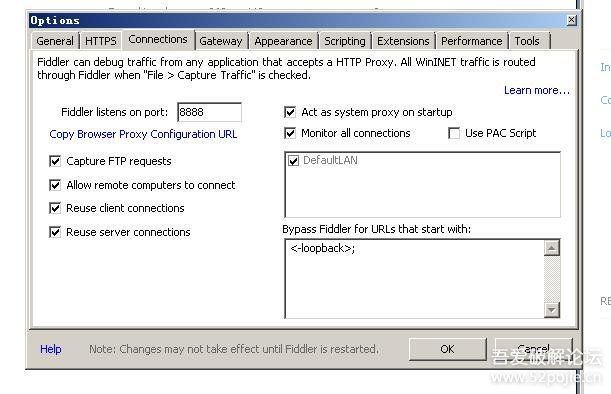 Options
General HTTPS Connections Gateway Appearance Scripting Extensions Performance Tools
Fiddler can debug traffic from any application that accepts a HTTP Proxy. All WinINET traffic is routed
through Fiddler when "File > Capture Traffic" is checked.
Learn more...
Fiddler listens on port: 8888
Copy Browser Proxy Configuration URL
Capture FTP requests
Allow remote computers to connect
Reuse client connections
Reuse server connections
Act as system proxy on startup
Monitor all connections Use PAC Script
DefaultLAN
Bypass Fiddler for URLs that start with:
<-loopback>;
Help Note: Changes may not take effect until Fiddler is restarted. OK Cancel
In
Co
Lo
RE
吾爱破解论坛
www.52pojie.cn